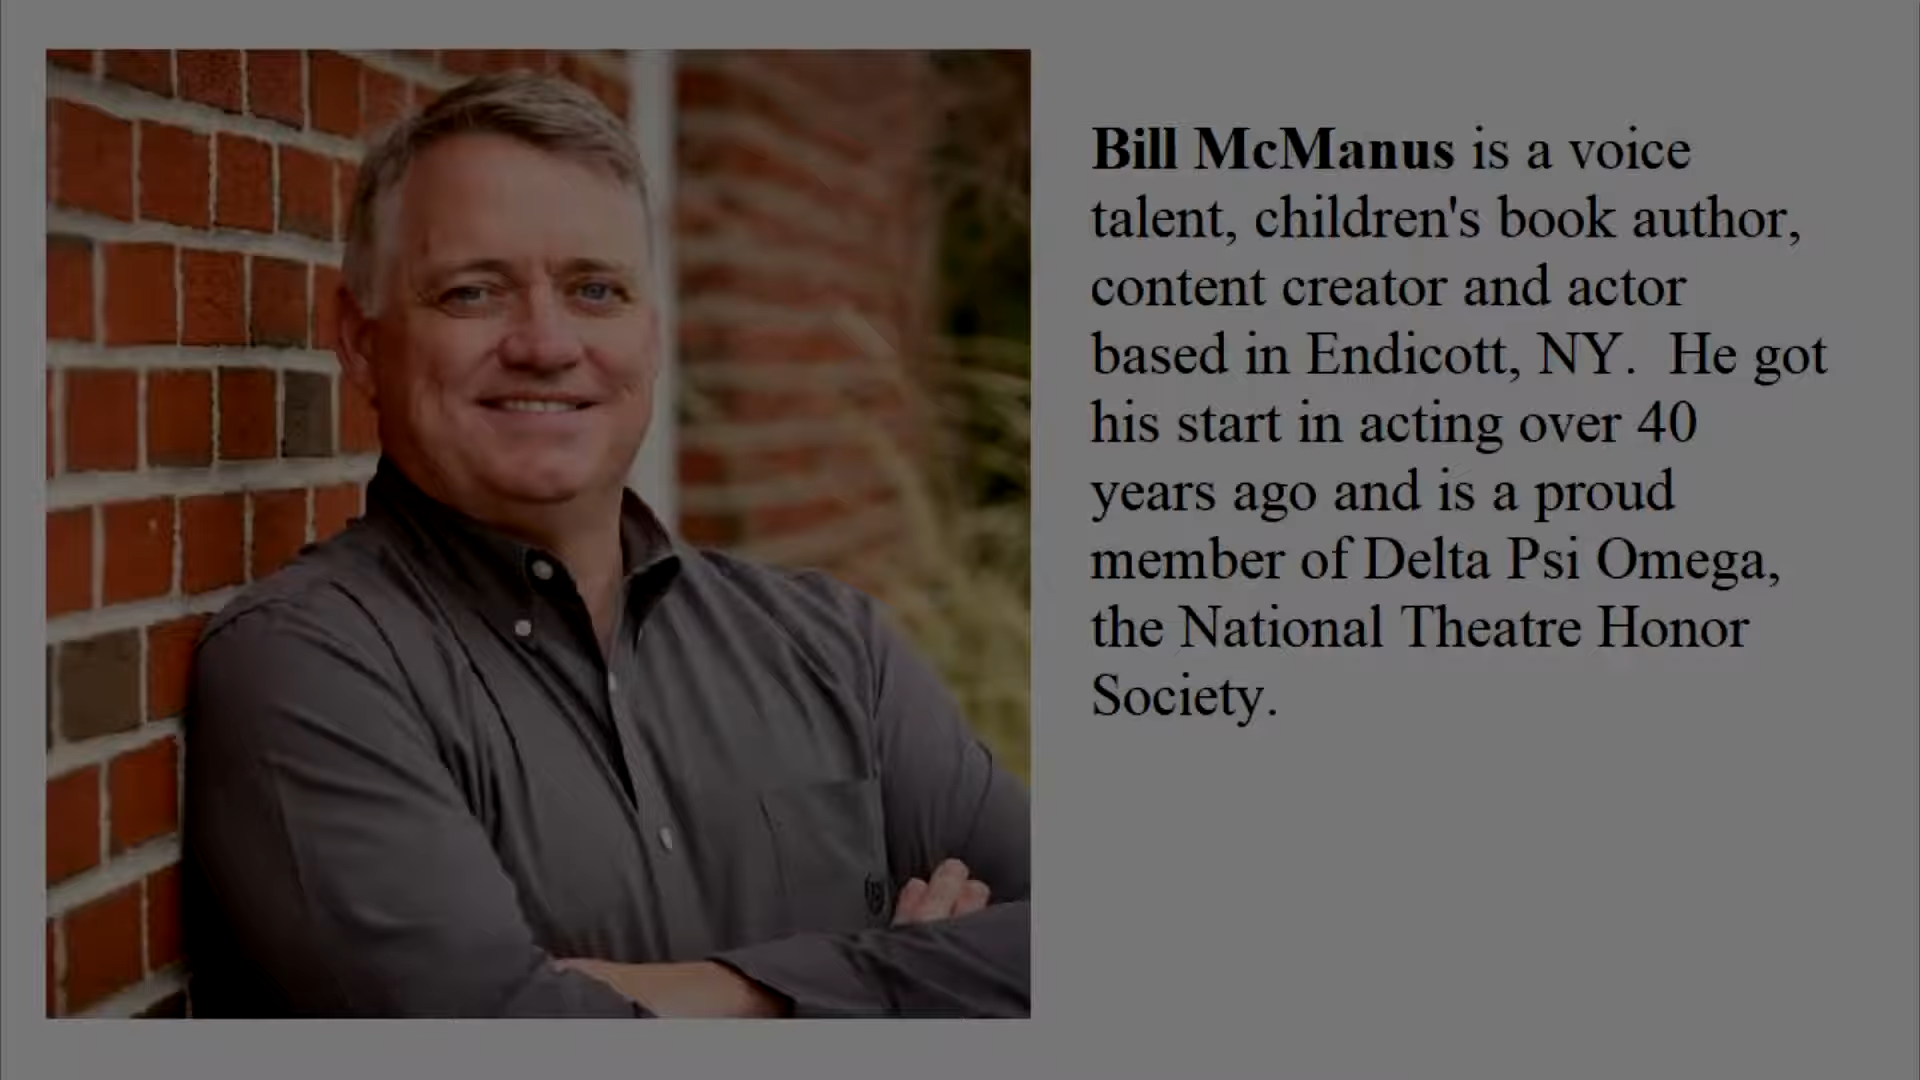 Bill McManus is a voice
talent, children's book author,
content creator and actor
based in Endicott, NY.  He got
his start in acting over 40
years ago and is a proud
member of Delta Psi Omega,
the National Theatre Honor
Society.